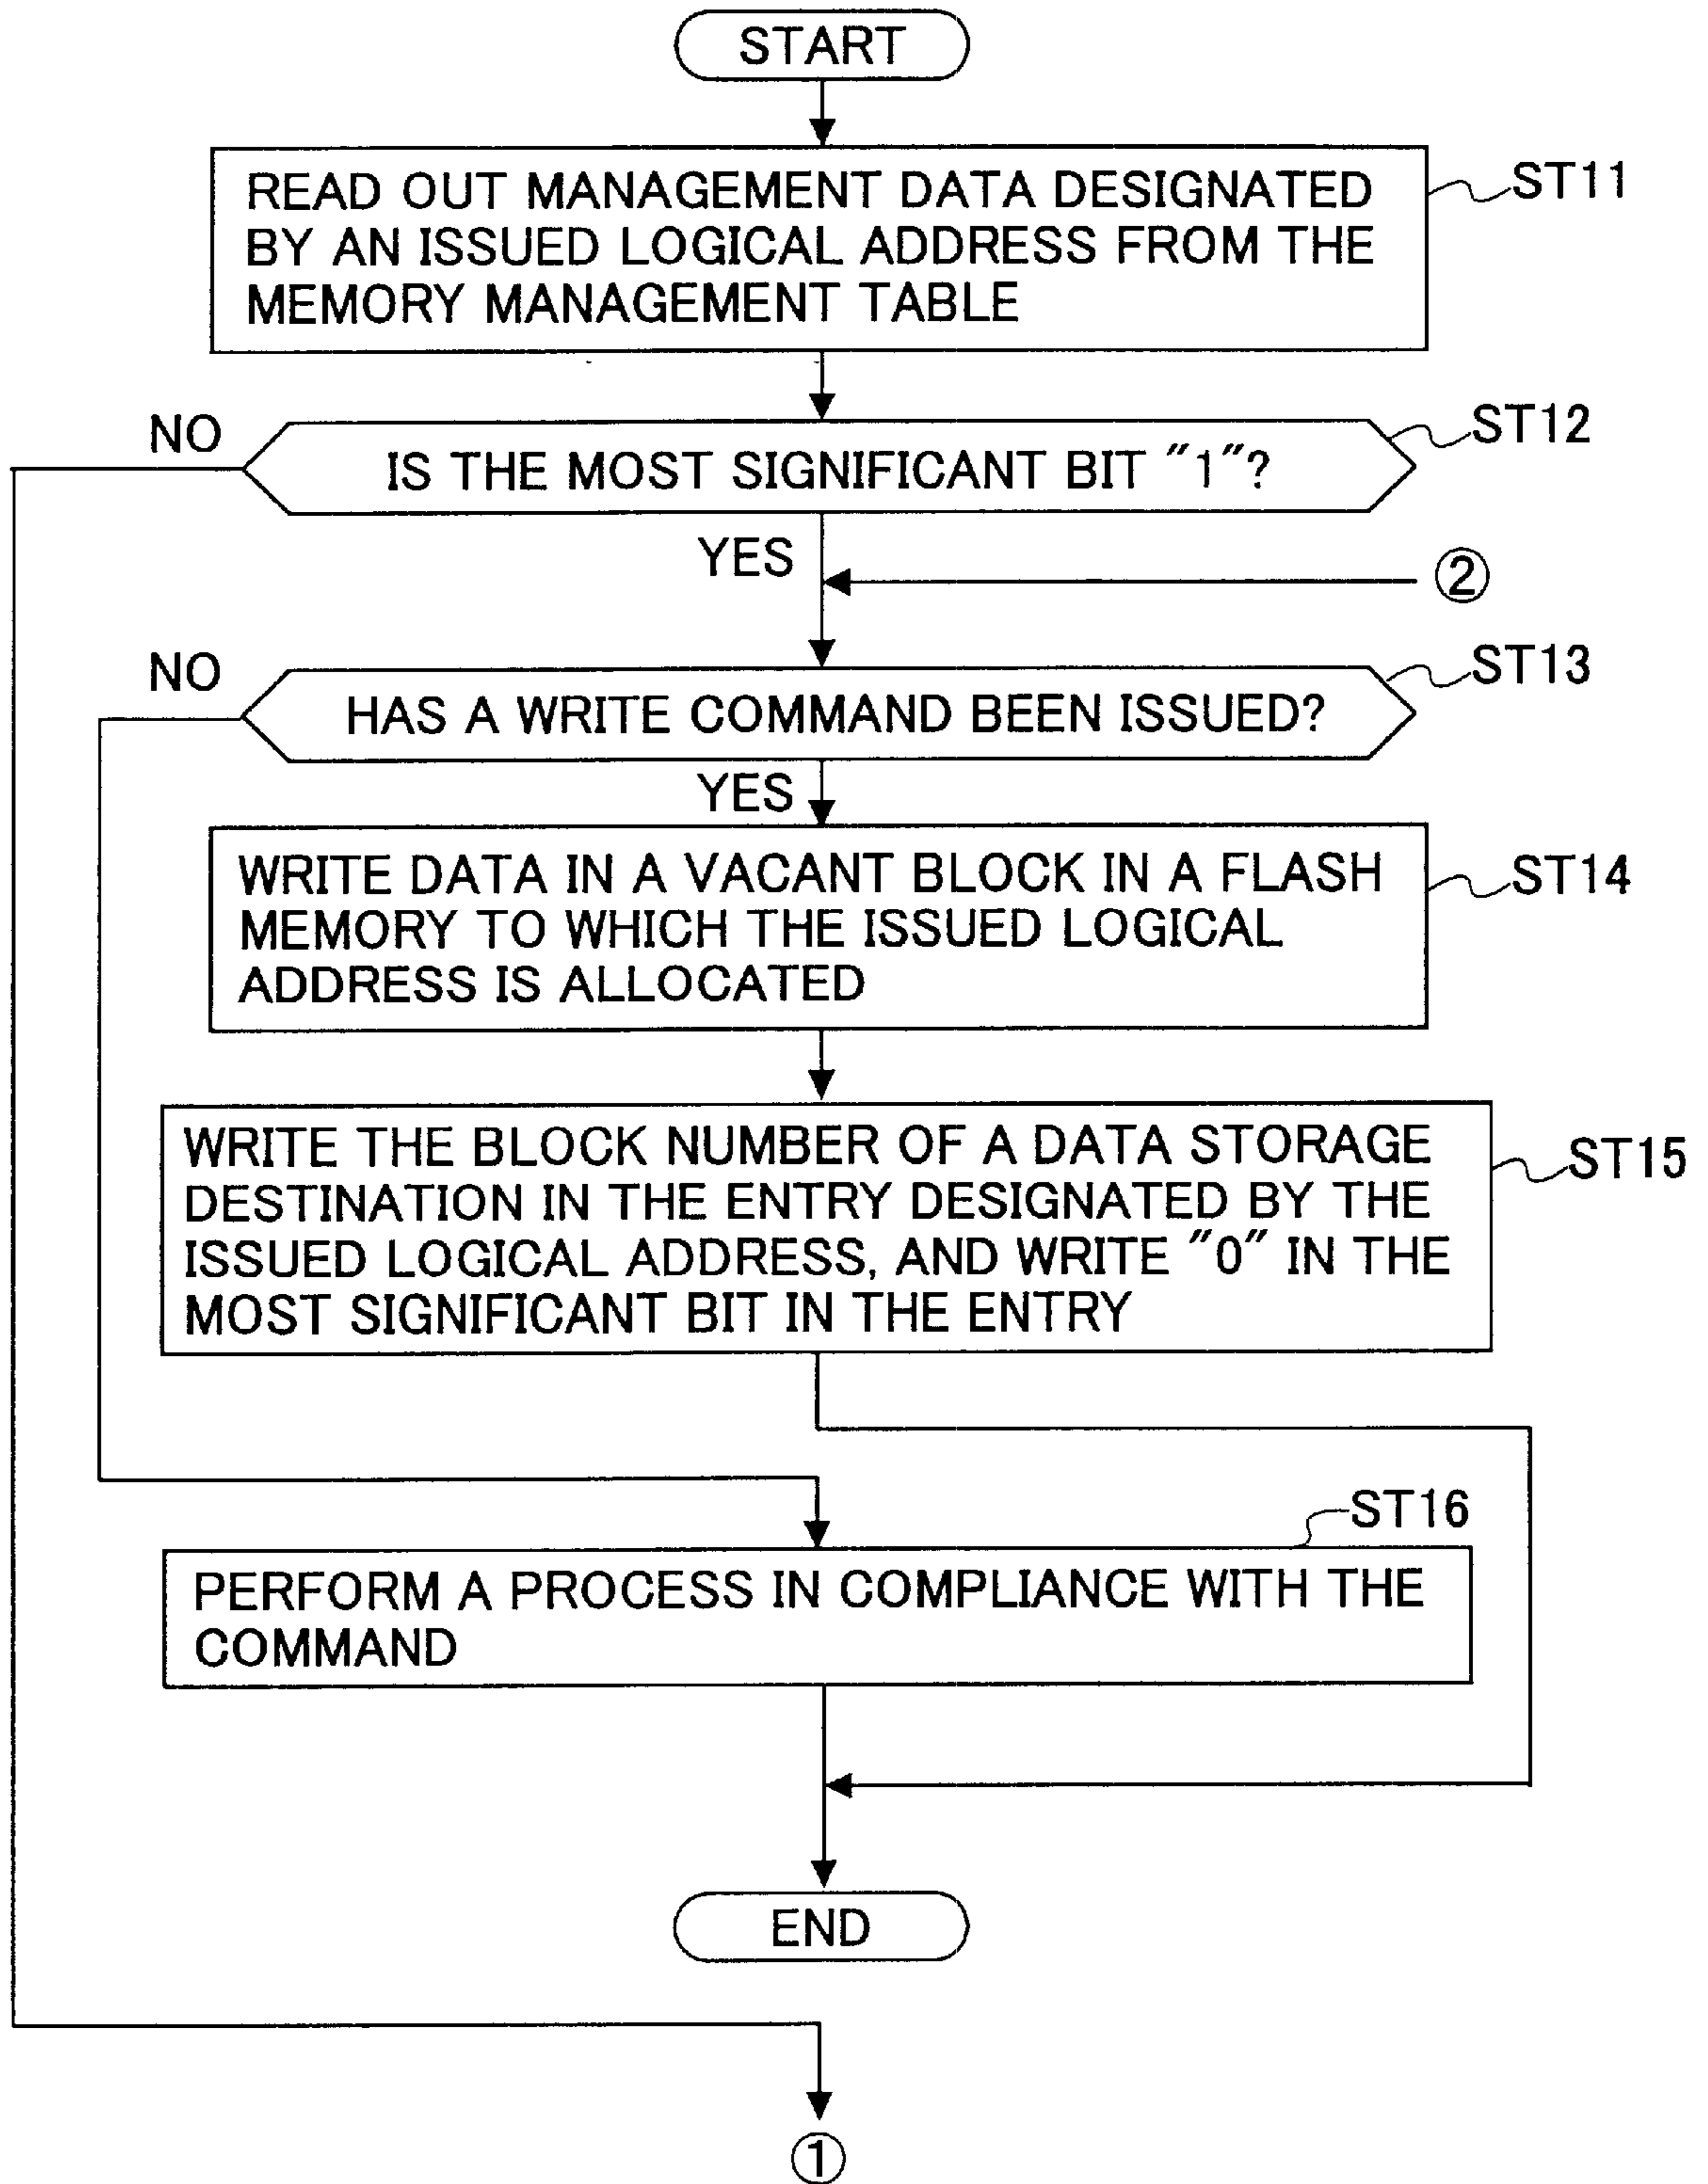 START
READ OUT MANAGEMENT DATA DESIGNATED
BY AN ISSUED LOGICAL ADDRESS FROM THE
MEMORY MANAGEMENT TABLE
ST11
NO
IS THE MOST SIGNIFICANT BIT "1"?
ST12
YES
②
NO
HAS A WRITE COMMAND BEEN ISSUED?
ST13
YES
WRITE DATA IN A VACANT BLOCK IN A FLASH
MEMORY TO WHICH THE ISSUED LOGICAL
ADDRESS IS ALLOCATED
ST14
WRITE THE BLOCK NUMBER OF A DATA STORAGE
DESTINATION IN THE ENTRY DESIGNATED BY THE
ISSUED LOGICAL ADDRESS, AND WRITE "0" IN THE
MOST SIGNIFICANT BIT IN THE ENTRY
ST15
ST16
PERFORM A PROCESS IN COMPLIANCE WITH THE
COMMAND
END
①